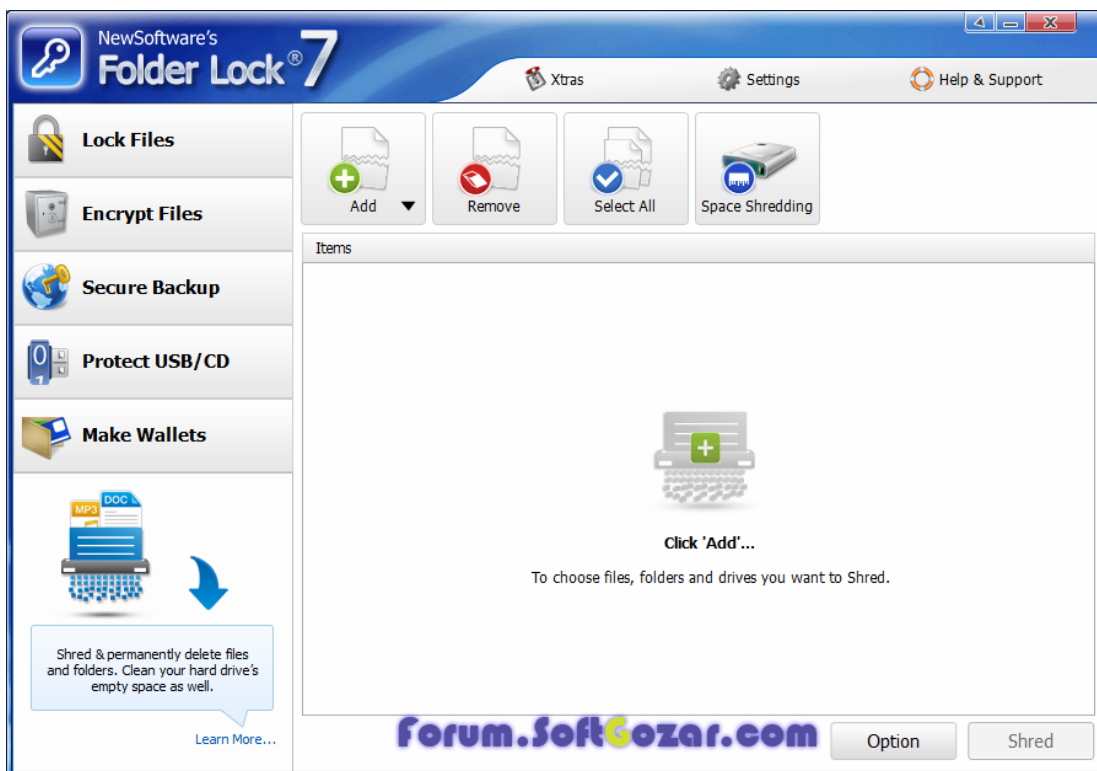 NewSoftware's
Folder Lock®7
Xtras
Settings
Help & Support
Lock Files
Encrypt Files
Secure Backup
Protect USB/CD
Make Wallets
Add
Remove
Select All
Space Shredding
Items
Click 'Add'...
To choose files, folders and drives you want to Shred.
MP3
DOC
Shred & permanently delete files
and folders. Clean your hard drive's
empty space as well.
Learn More...
Forum.SoftGozar.com
Option
Shred